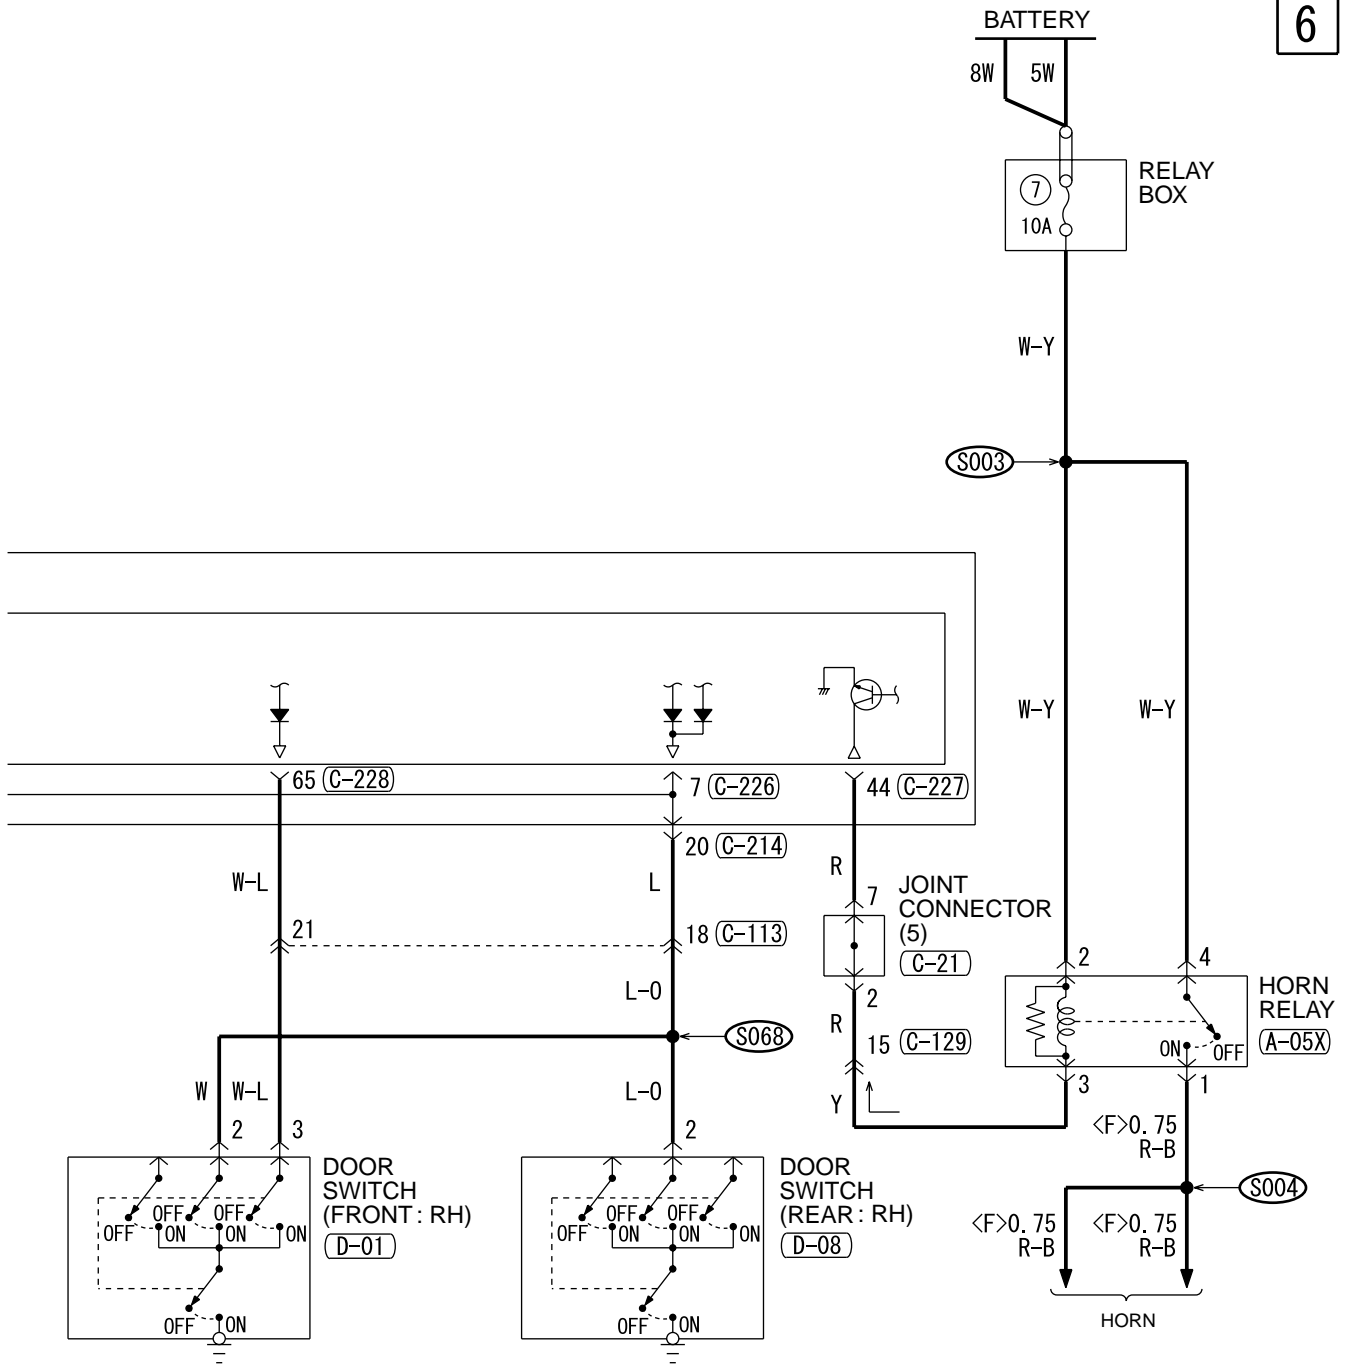 6
BATTERY
8W 5W
RELAY
BOX
7
10A
W-Y
S003
W-Y W-Y
65 C-228
7 C-226
44 C-227
20 C-214
W-L L R
7
JOINT
CONNECTOR
(5)
C-21
21
18 C-113
2 4
HORN
RELAY
A-05X
ON OFF
L-O
2
R
15 C-129
S068
3 1
W W-L L-O Y
<F>0.75
R-B
2 3 2
DOOR
SWITCH
(FRONT : RH)
D-01
OFF OFF ON OFF ON
OFF ON
DOOR
SWITCH
(REAR : RH)
D-08
OFF OFF ON OFF ON
OFF ON
S004
<F>0.75
R-B
<F>0.75
R-B
HORN